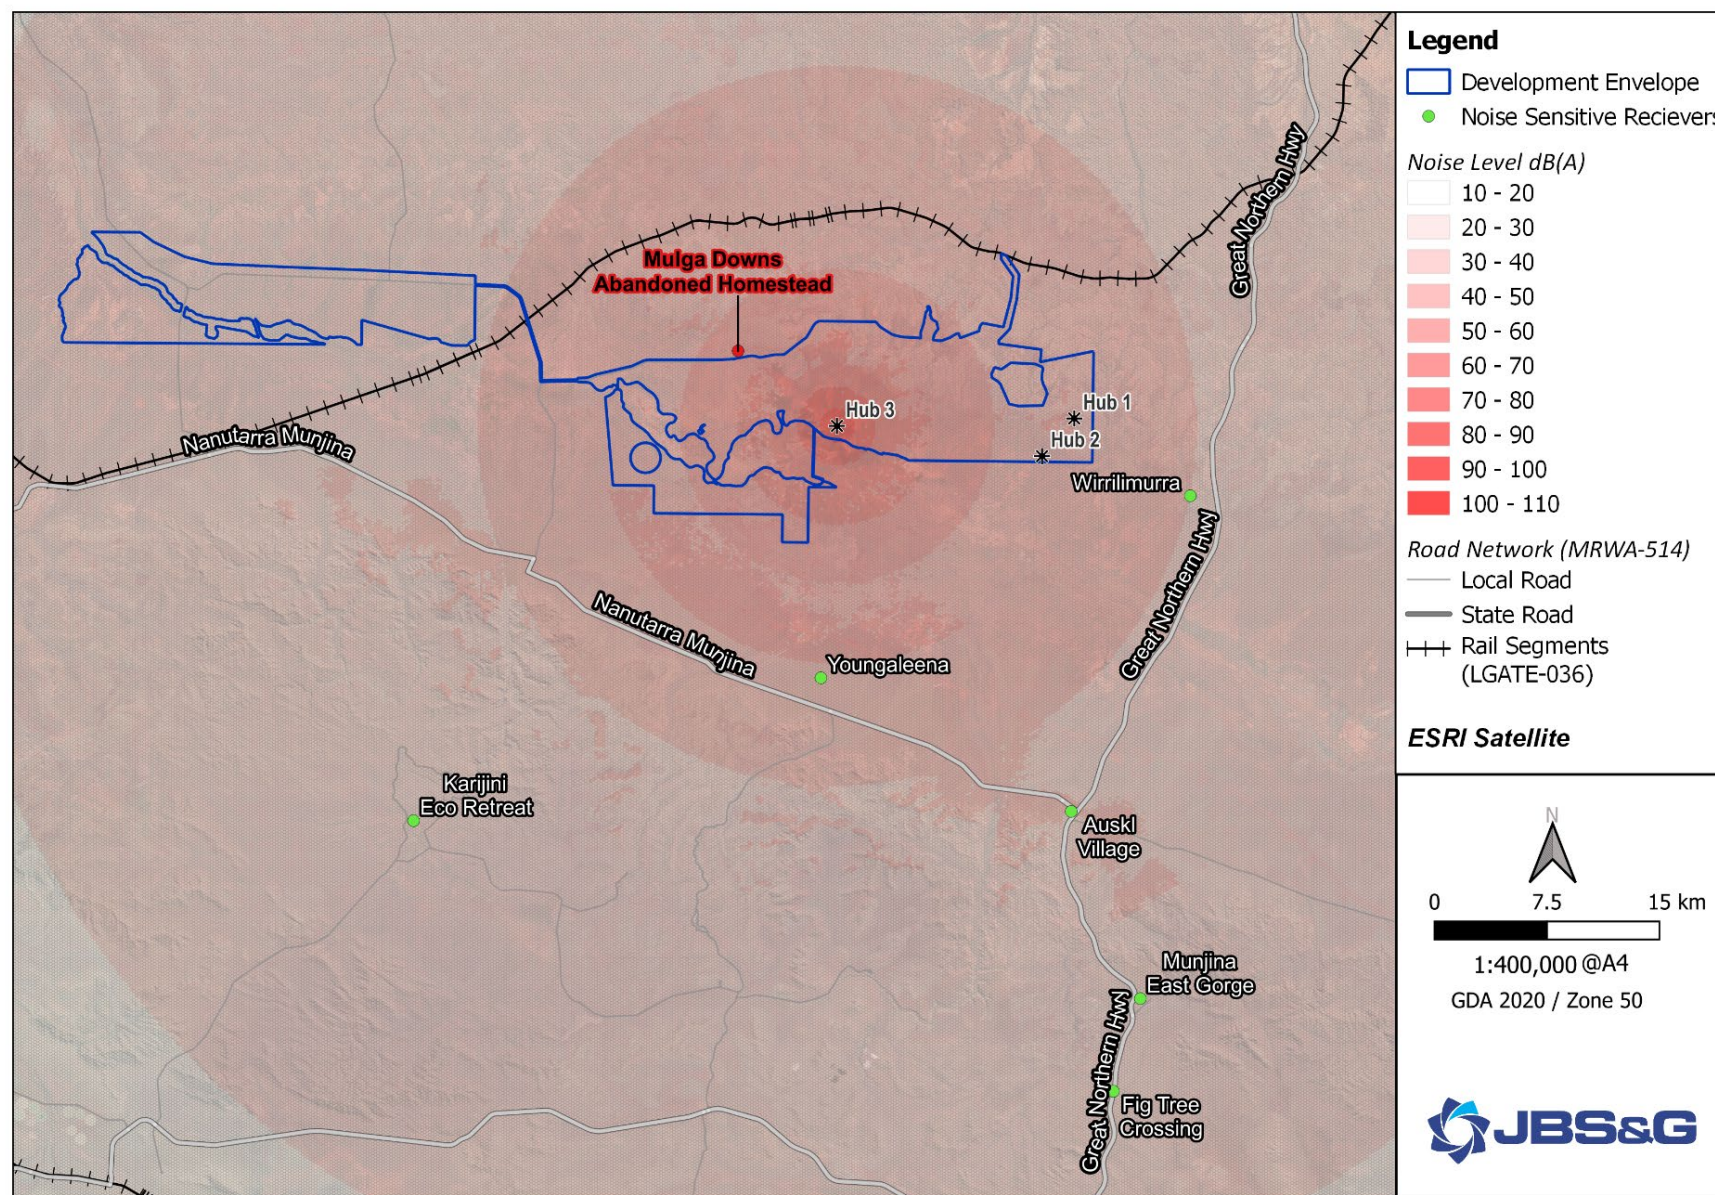 Great Northern Hwy
Mulga Downs
Abandoned Homestead
Hub 3
Hub 1
Hub 2
Nanutarra Munjina
Wirrilimurra
Great Northern Hwy
Nanutarra Munjina
Youngaleena
Karijini
Eco Retreat
Auskl
Village
Munjina
East Gorge
Great Northern Hwy
Fig Tree
Crossing
Legend
Development Envelope
Noise Sensitive Recievers
Noise Level dB(A)
10 - 20
20 - 30
30 - 40
40 - 50
50 - 60
60 - 70
70 - 80
80 - 90
90 - 100
100 - 110
Road Network (MRWA-514)
Local Road
State Road
Rail Segments
(LGATE-036)
ESRI Satellite
N
0 7.5 15 km
1:400,000 @A4
GDA 2020 / Zone 50
JBS&G